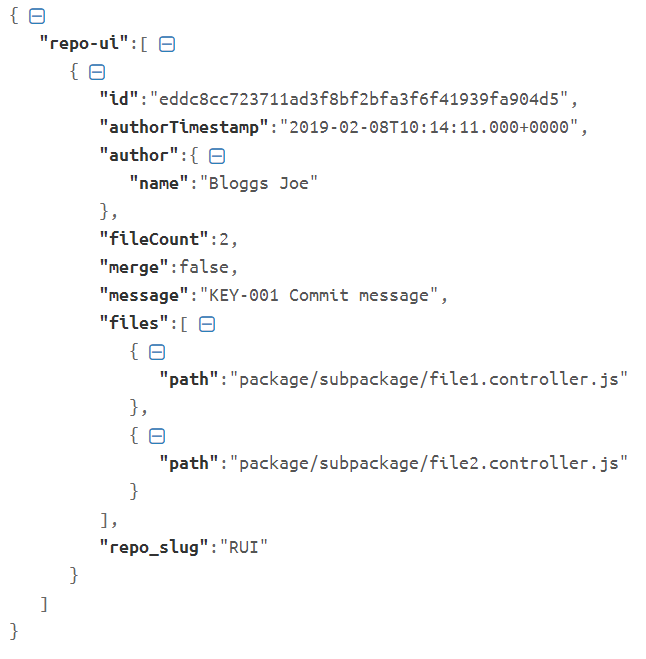 {
"repo-ui":[
{
"id":"eddc8cc723711ad3f8bf2bfa3f6f41939fa904d5",
"authorTimestamp":"2019-02-08T10:14:11.000+0000",
"author":{
"name":"Bloggs Joe"
},
"fileCount":2,
"merge":false,
"message":"KEY-001 Commit message",
"files":[
{
"path":"package/subpackage/file1.controller.js"
},
{
"path":"package/subpackage/file2.controller.js"
}
],
"repo_slug":"RUI"
}
]
}